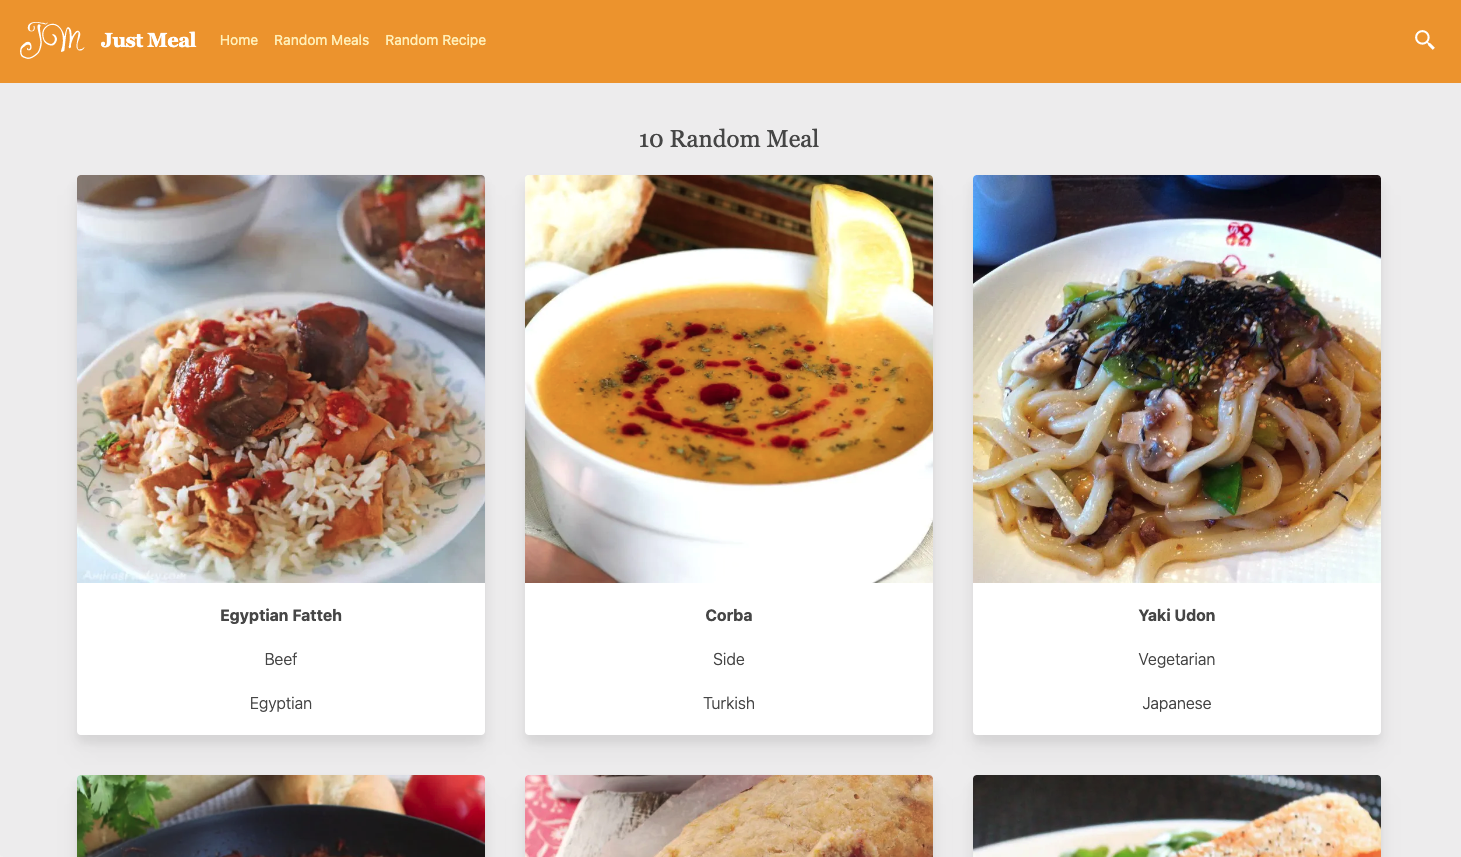 JM Just Meal Home Random Meals Random Recipe
10 Random Meal
Egyptian Fatteh
Beef
Egyptian
Corba
Side
Turkish
Yaki Udon
Vegetarian
Japanese